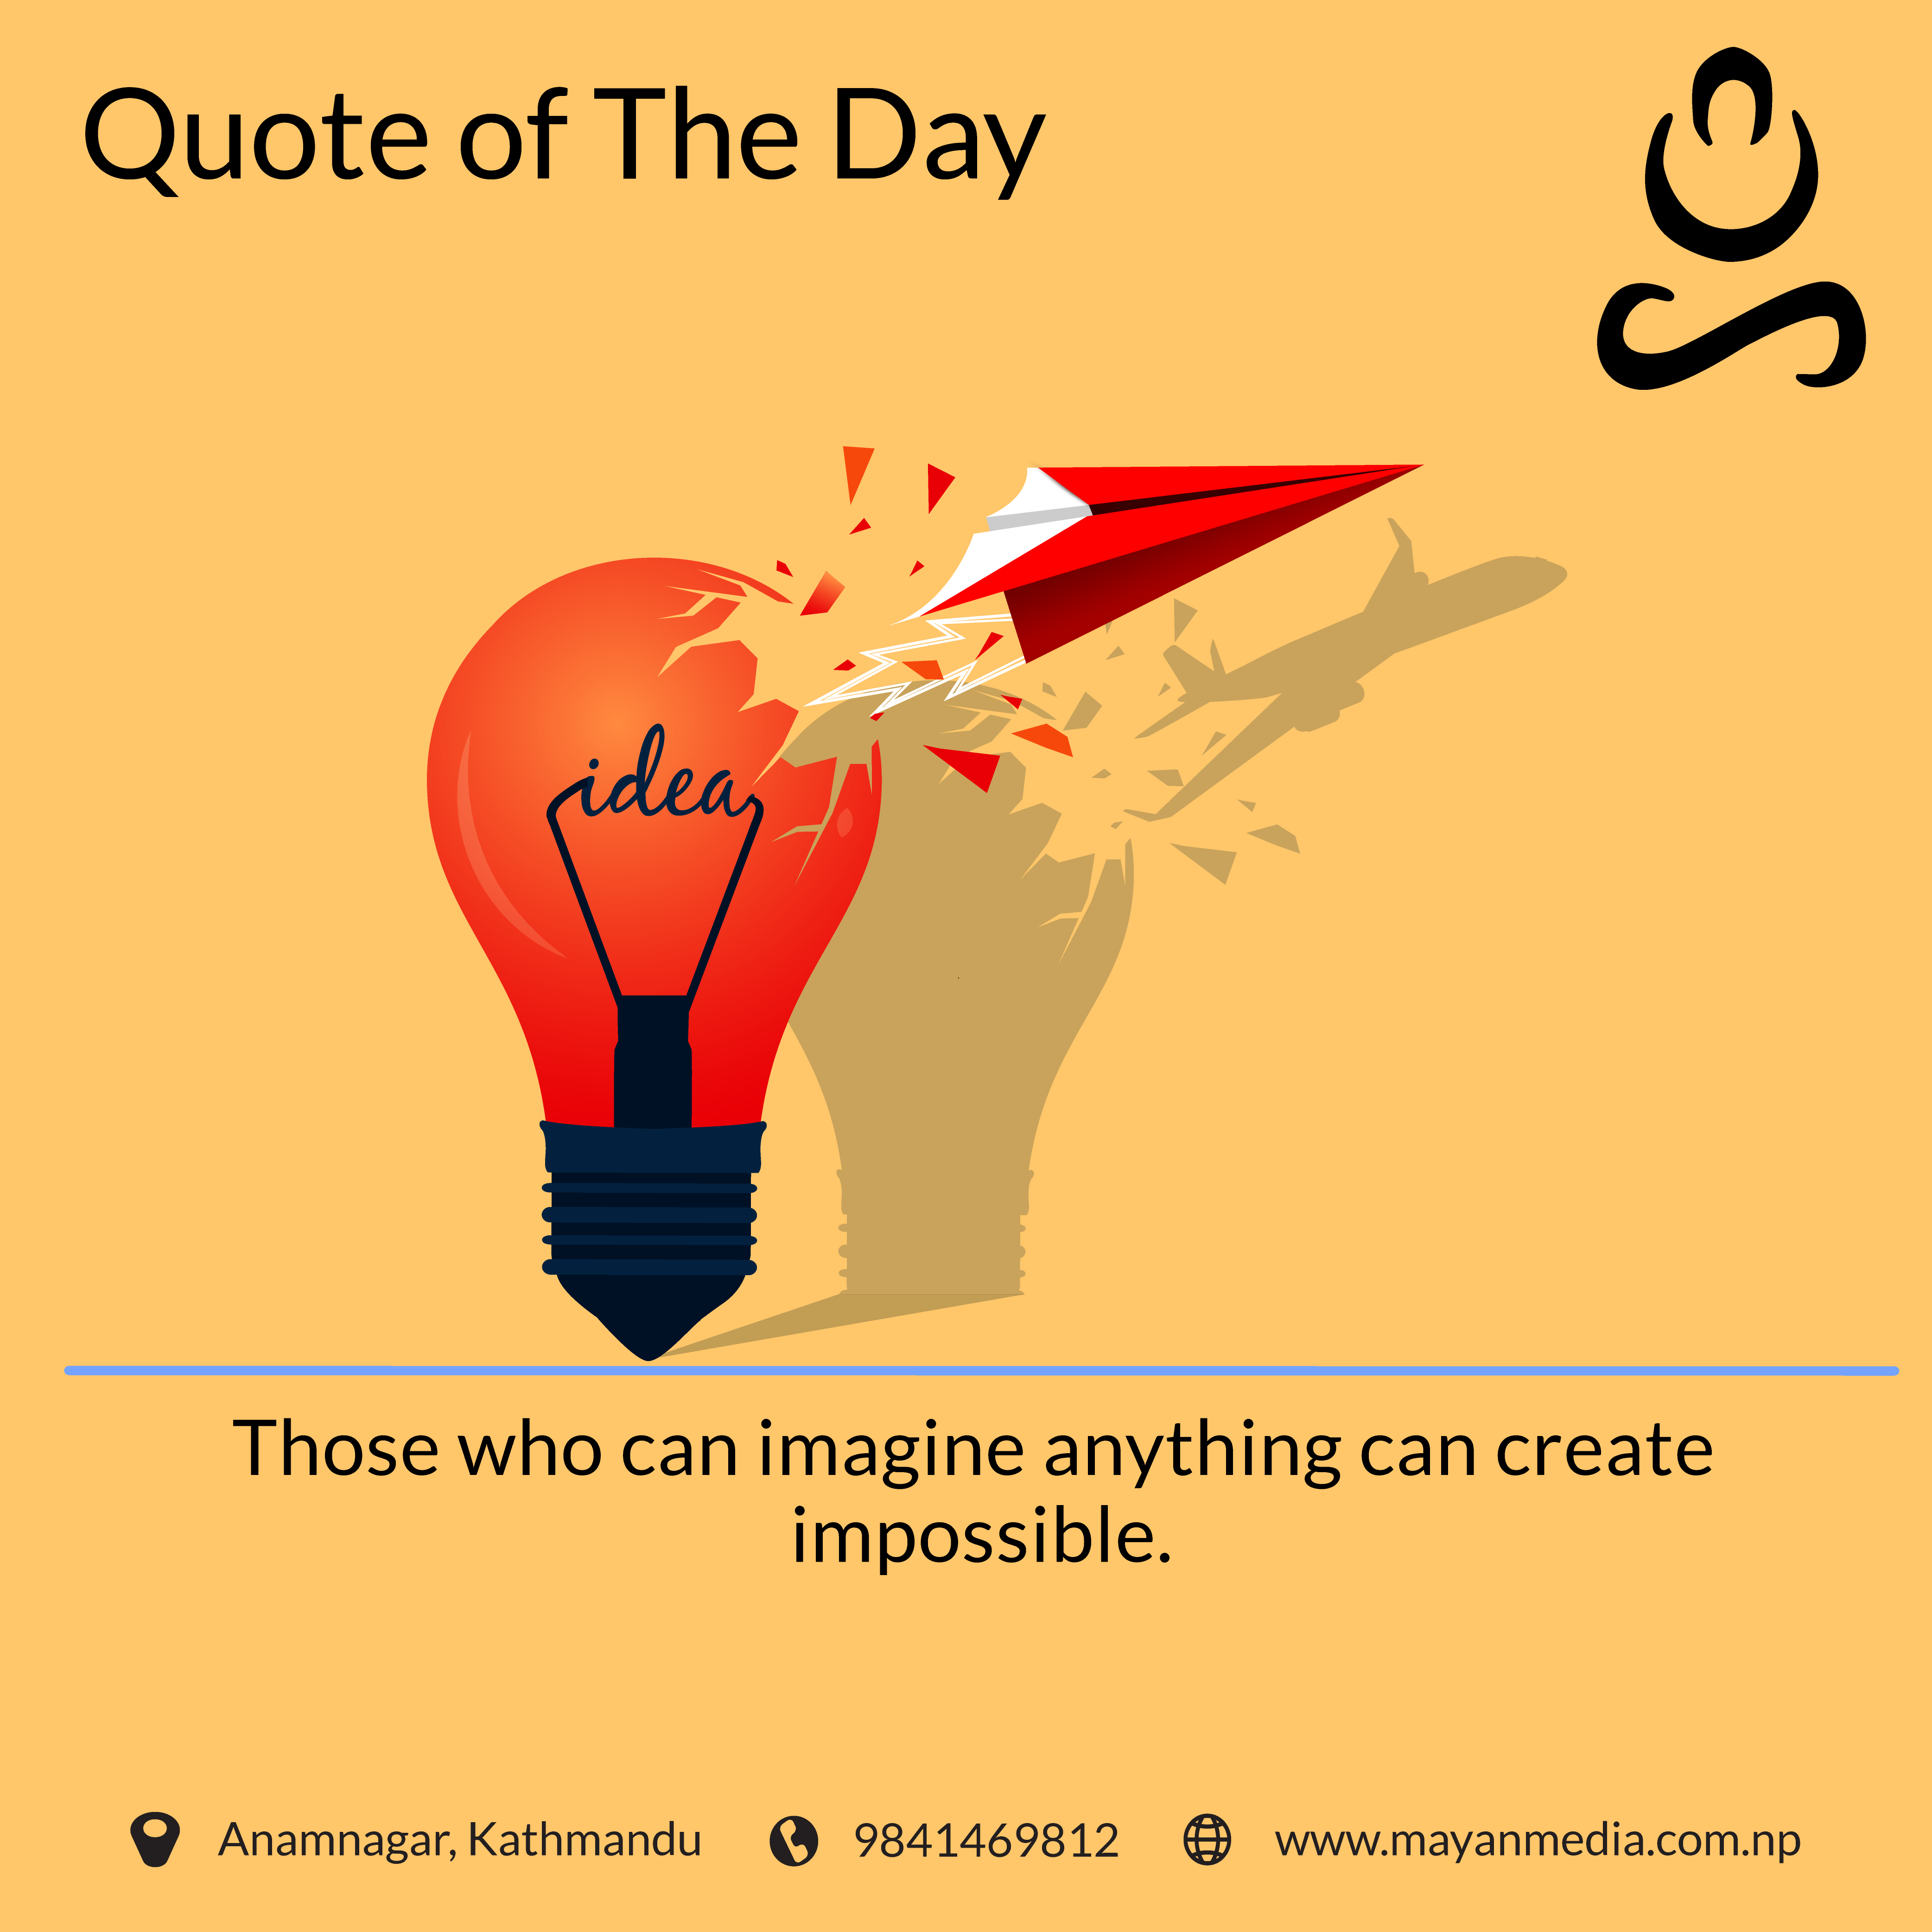 Quote of The Day
idea
Those who can imagine anything can create
impossible.
Anamnagar, Kathmandu
9841469812
www.mayanmedia.com.np